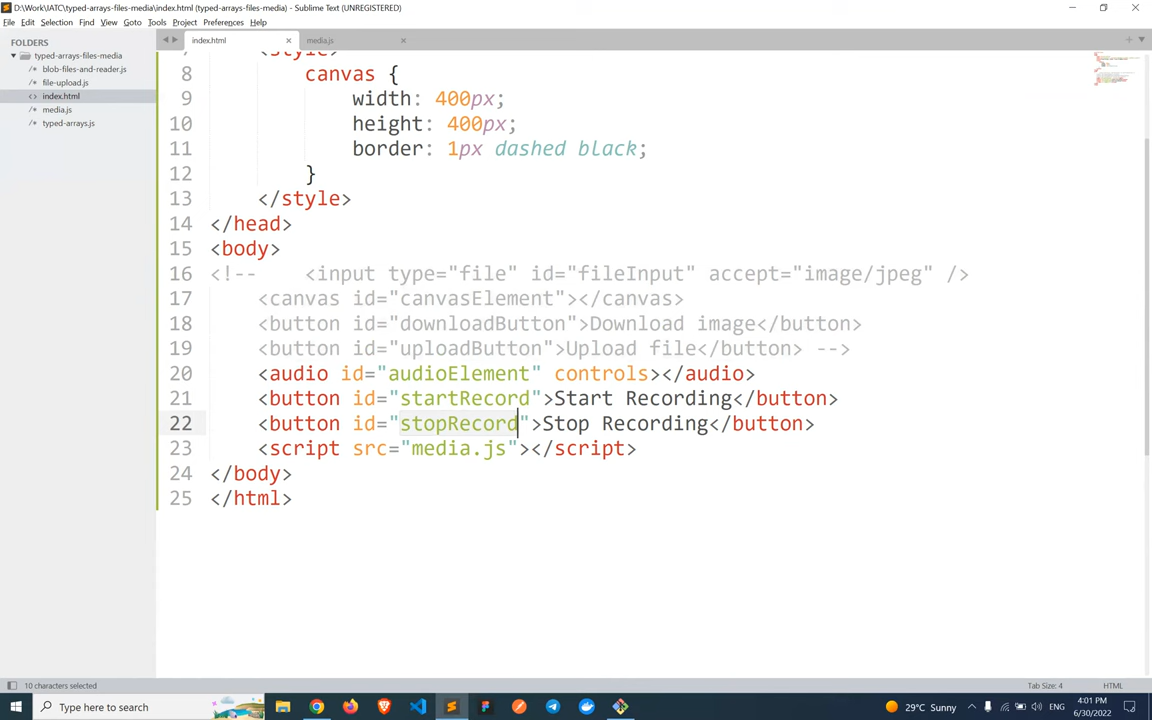 D:\Work\IATC\typed-arrays-files-media\index.html (typed-arrays-files-media) - Sublime Text (UNREGISTERED)
File Edit Selection Find View Goto Tools Project Preferences Help
FOLDERS
typed-arrays-files-media
blob-files-and-reader.js
file-upload.js
index.html
media.js
typed-arrays.js
index.html
media.js
7 <style>
8 canvas {
9 width: 400px;
10 height: 400px;
11 border: 1px dashed black;
12 }
13 </style>
14 </head>
15 <body>
16 <!-- <input type="file" id="fileInput" accept="image/jpeg" />
17 <canvas id="canvasElement"></canvas>
18 <button id="downloadButton">Download image</button>
19 <button id="uploadButton">Upload file</button> -->
20 <audio id="audioElement" controls></audio>
21 <button id="startRecord">Start Recording</button>
22 <button id="stopRecord">Stop Recording</button>
23 <script src="media.js"></script>
24 </body>
25 </html>
10 characters selected
Tab Size: 4
HTML
Type here to search
29°C Sunny
ENG
4:01 PM
6/30/2022